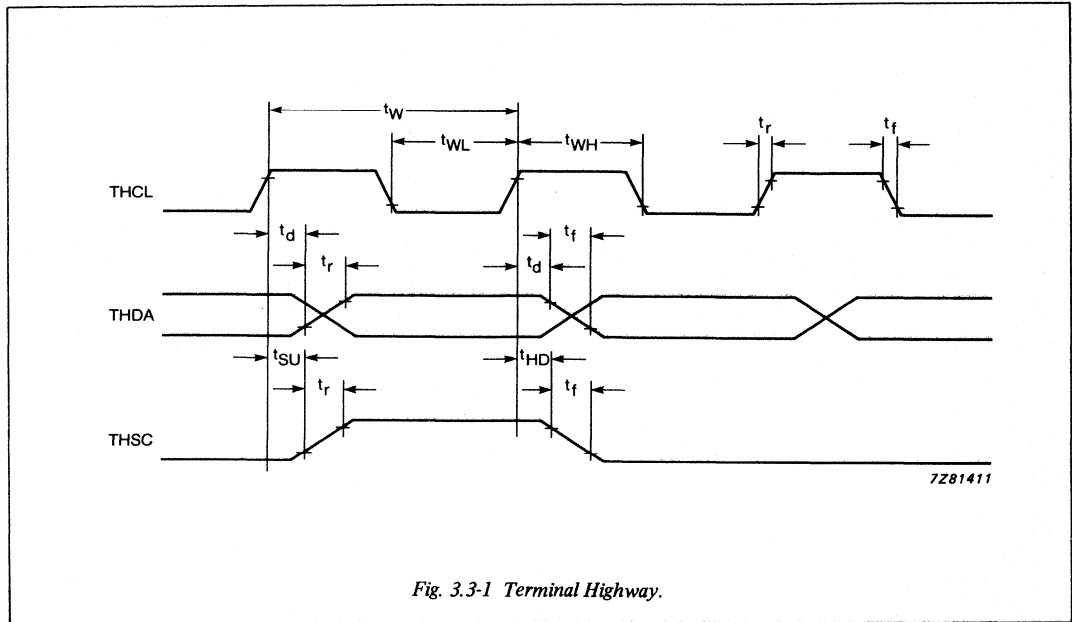 tW
tWL
tWH
tr
tf
THCL
td
tr
td
tf
THDA
tSU
tr
tHD
tf
THSC
7Z81411
Fig. 3.3-1 Terminal Highway.